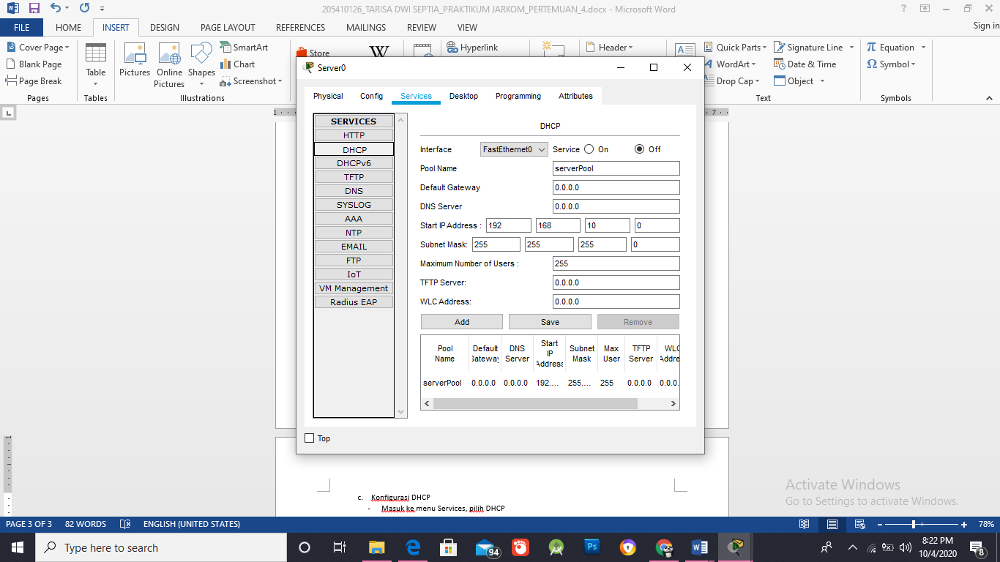 205410126_TARISA DWI SEPTIA_PRAKTIKUM JARKOM_PERTEMUAN_4.docx - Microsoft Word
FILE HOME INSERT DESIGN PAGE LAYOUT REFERENCES MAILINGS REVIEW VIEW Sign in
Cover Page
Blank Page
Page Break
Pages
Table
Tables
Pictures
Online Pictures
Shapes
SmartArt
Chart
Screenshot
Illustrations
Store
W
Hyperlink
Header
Quick Parts
WordArt
Drop Cap
Signature Line
Date & Time
Object
Text
Equation
Symbol
Symbols
Server0
Physical Config Services Desktop Programming Attributes
SERVICES
HTTP
DHCP
DHCPv6
TFTP
DNS
SYSLOG
AAA
NTP
EMAIL
FTP
IoT
VM Management
Radius EAP
DHCP
Interface FastEthernet0 Service On Off
Pool Name serverPool
Default Gateway 0.0.0.0
DNS Server 0.0.0.0
Start IP Address : 192 168 10 0
Subnet Mask: 255 255 255 0
Maximum Number of Users : 255
TFTP Server: 0.0.0.0
WLC Address: 0.0.0.0
Add Save Remove
Pool Name Default DNS Server Start IP Subnet Mask Max User TFTP Server WLC
serverPool 0.0.0.0 0.0.0.0 192.... 255.... 255 0.0.0.0 0.0.0.
Top
c. Konfigurasi DHCP
- Masuk ke menu Services, pilih DHCP
Activate Windows
Go to Settings to activate Windows.
PAGE 3 OF 3 82 WORDS ENGLISH (UNITED STATES) 78%
Type here to search
94
Ps
8:22 PM
10/4/2020
8